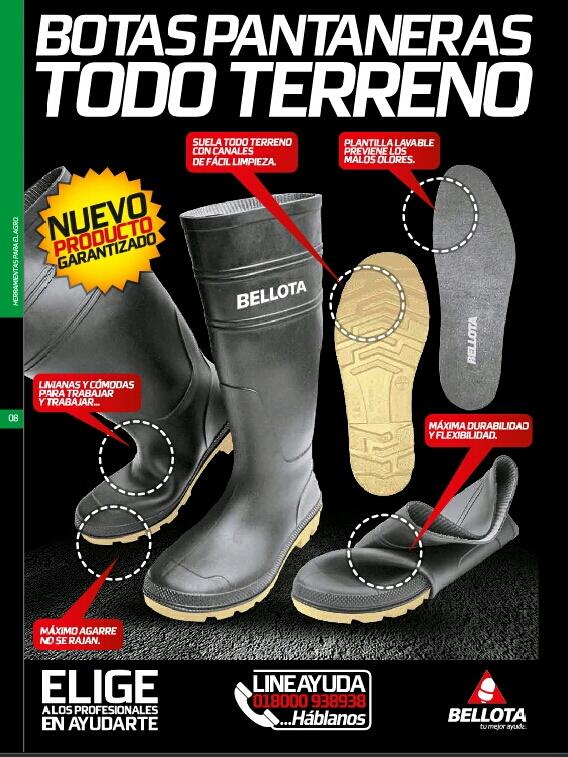 BOTAS PANTANERAS
TODO TERRENO
SUELA TODO TERRENO
CON CANALES
DE FÁCIL LIMPIEZA.
PLANTILLA LAVABLE
PREVIENE LOS
MALOS OLORES.
NUEVO
PRODUCTO
GARANTIZADO
HERRAMIENTAS PARA EL AGRO
08
BELLOTA
BELLOTA
LIVIANAS Y CÓMODAS
PARA TRABAJAR
Y TRABAJAR...
MÁXIMA DURABILIDAD
Y FLEXIBILIDAD.
MÁXIMO AGARRE
NO SE RAJAN.
ELIGE
A LOS PROFESIONALES
EN AYUDARTE
LINEAYUDA
018000 938938
...Háblanos
BELLOTA
tu mejor ayuda.